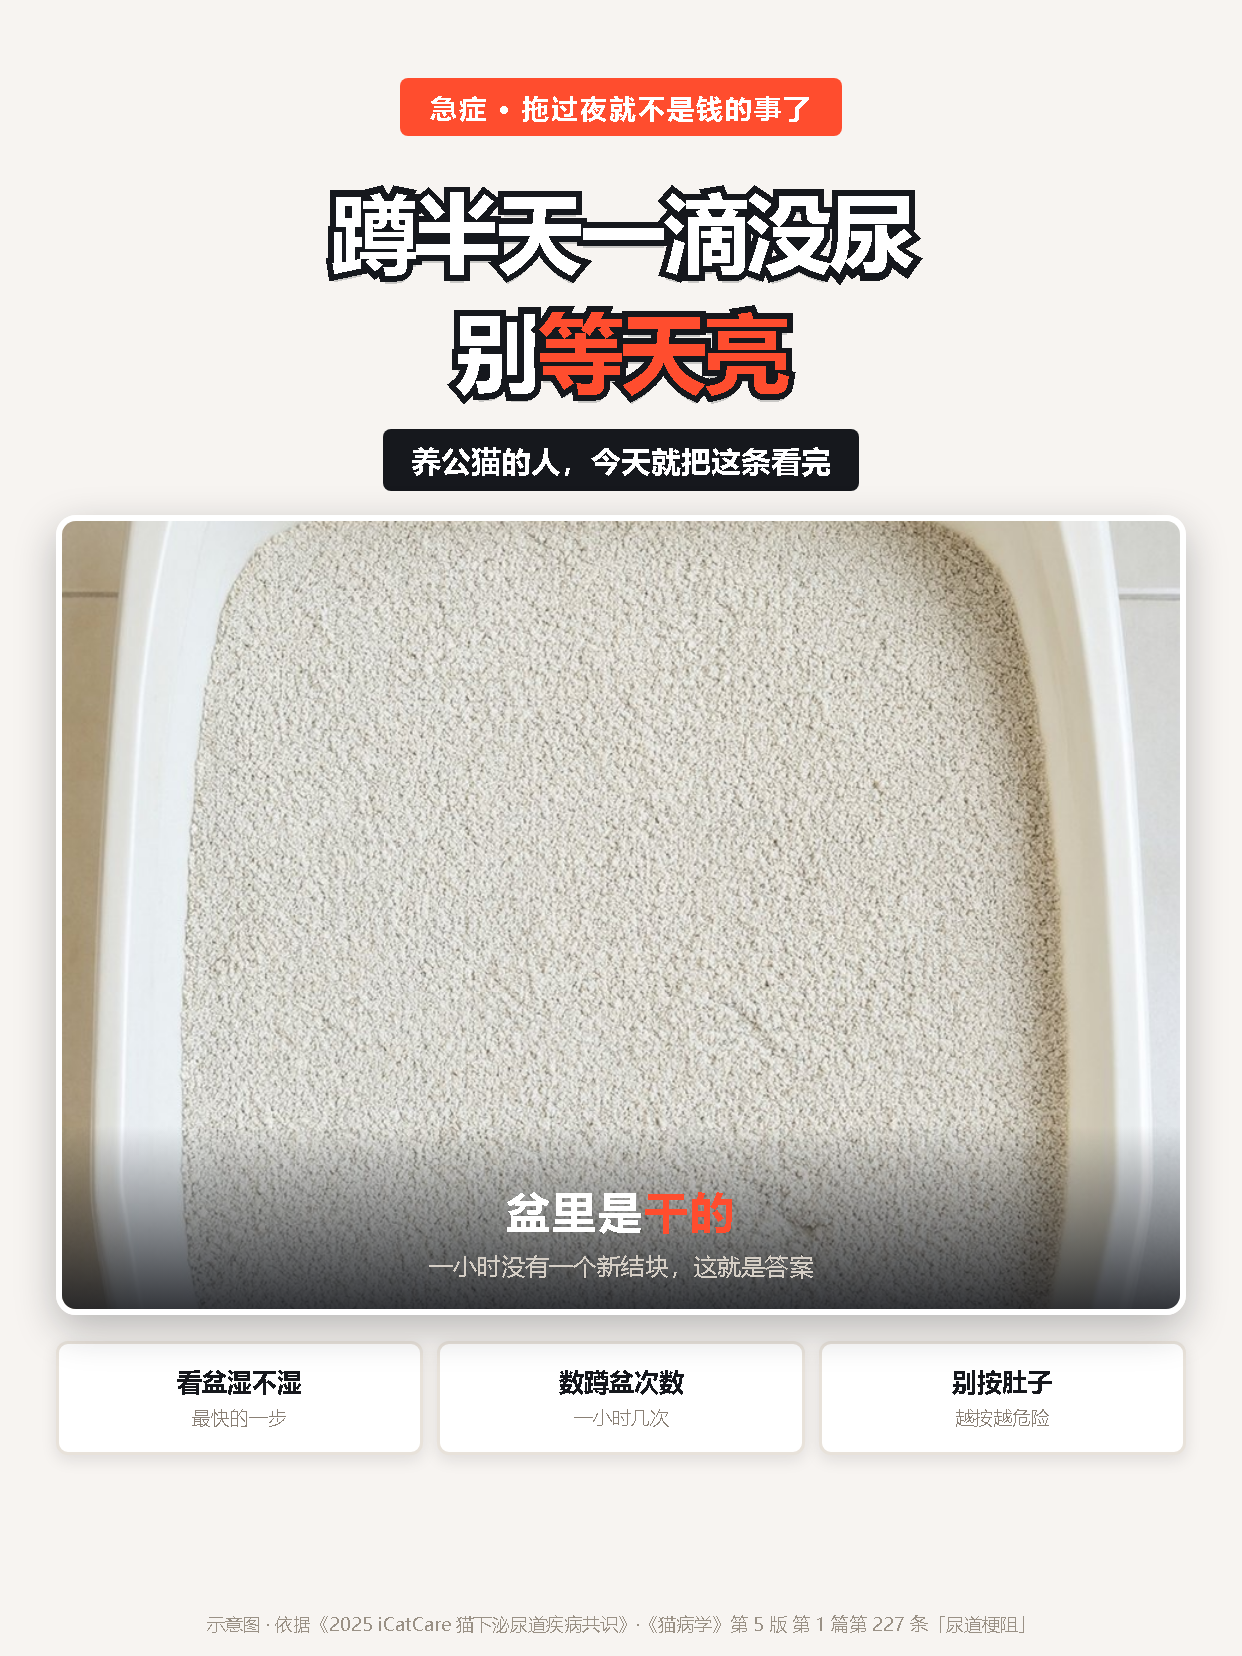 急症 • 拖过夜就不是钱的事了
蹲半天一滴没尿
别等天亮
养公猫的人，今天就把这条看完
盆里是干的
一小时没有一个新结块，这就是答案
看盆湿不湿
最快的一步
数蹲盆次数
一小时几次
别按肚子
越按越危险
示意图 · 依据《2025 iCatCare 猫下泌尿道疾病共识》·《猫病学》第 5 版 第 1 篇第 227 条「尿道梗阻」